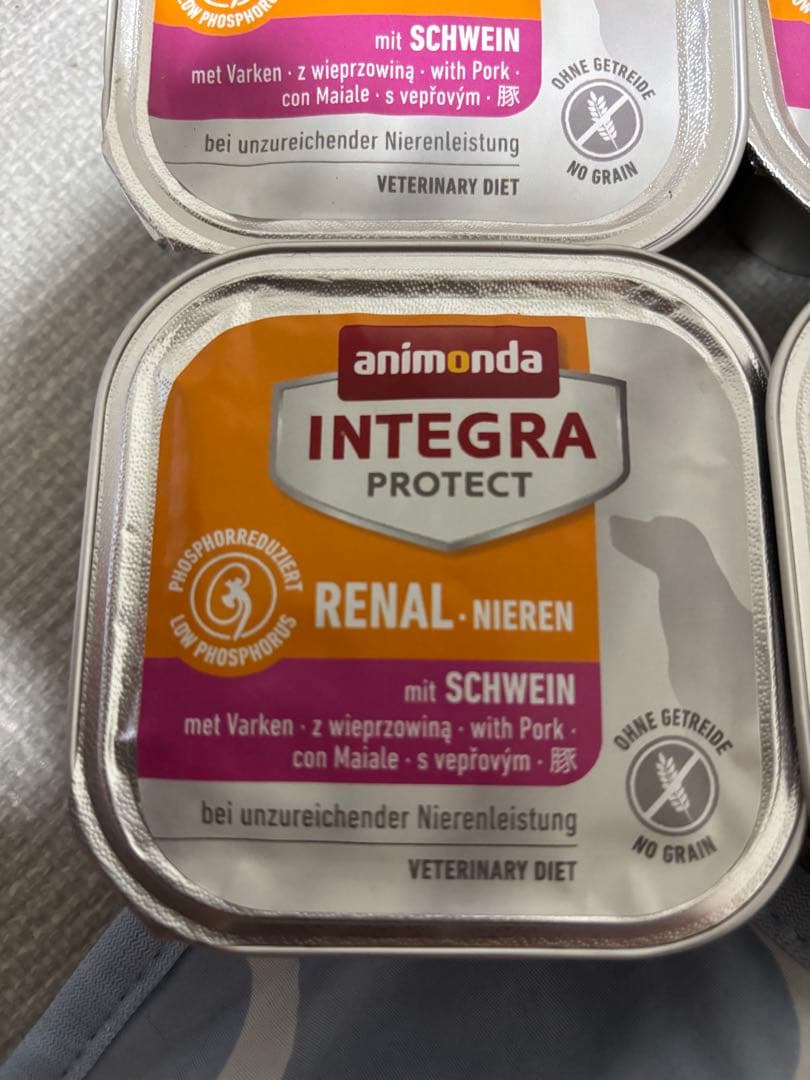 LOW PHOSPHORUS
mit SCHWEIN
met Varken · z wieprzowiną · with Pork ·
con Maiale · s vepřovým · 豚
OHNE GETREIDE
NO GRAIN
bei unzureichender Nierenleistung
VETERINARY DIET
animonda
INTEGRA
PROTECT
PHOSPHORREDUZIERT
LOW PHOSPHORUS
RENAL · NIEREN
mit SCHWEIN
met Varken · z wieprzowiną · with Pork ·
con Maiale · s vepřovým · 豚
OHNE GETREIDE
NO GRAIN
bei unzureichender Nierenleistung
VETERINARY DIET